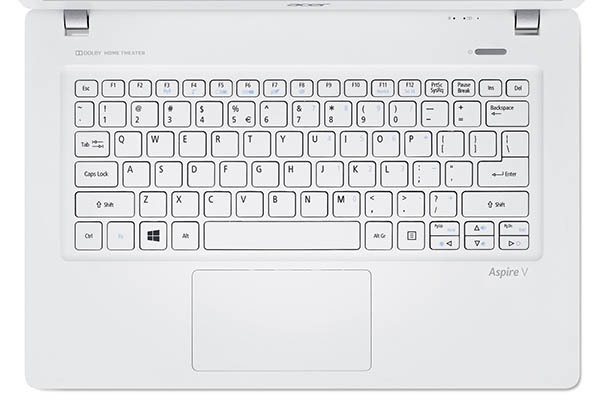 acer
DOLBY HOME THEATER
Esc F1 F2 F3 F4 F5 F6 F7 F8 F9 F10 F11 F12 PrtSc SysRq Pause Break Ins Del
~ ` ! 1 @ 2 # 3 $ 4 % 5 € ^ 6 & 7 * 8 ( 9 ) 0 _ - + = Backspace
Tab Q W E R T Y U I O P { [ } ] | \
Caps Lock A S D F G H J K L : ; " ' Enter
Shift Z X C V B N M < , > . ? / Shift
Ctrl Fn Alt Alt Gr PgUp PgDn
Aspire V